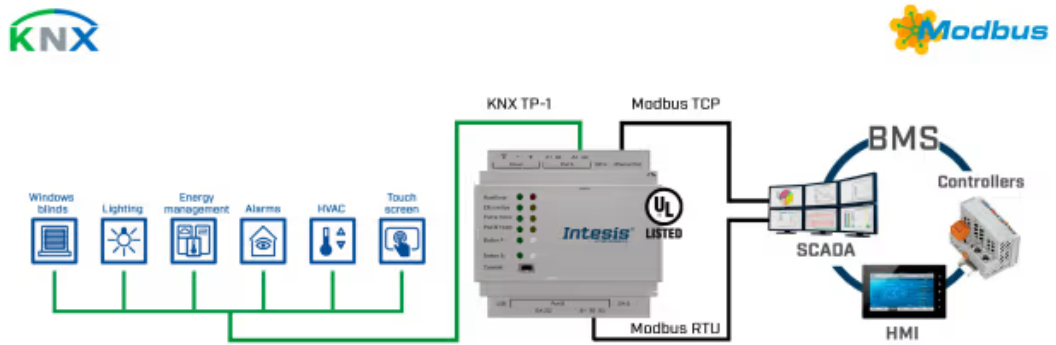 KNX
Modbus
KNX TP-1
Modbus TCP
BMS
Controllers
Windows
blinds
Lighting
Energy
management
Alarms
HVAC
Touch
screen
Intesis
UL
LISTED
SCADA
HMI
Modbus RTU